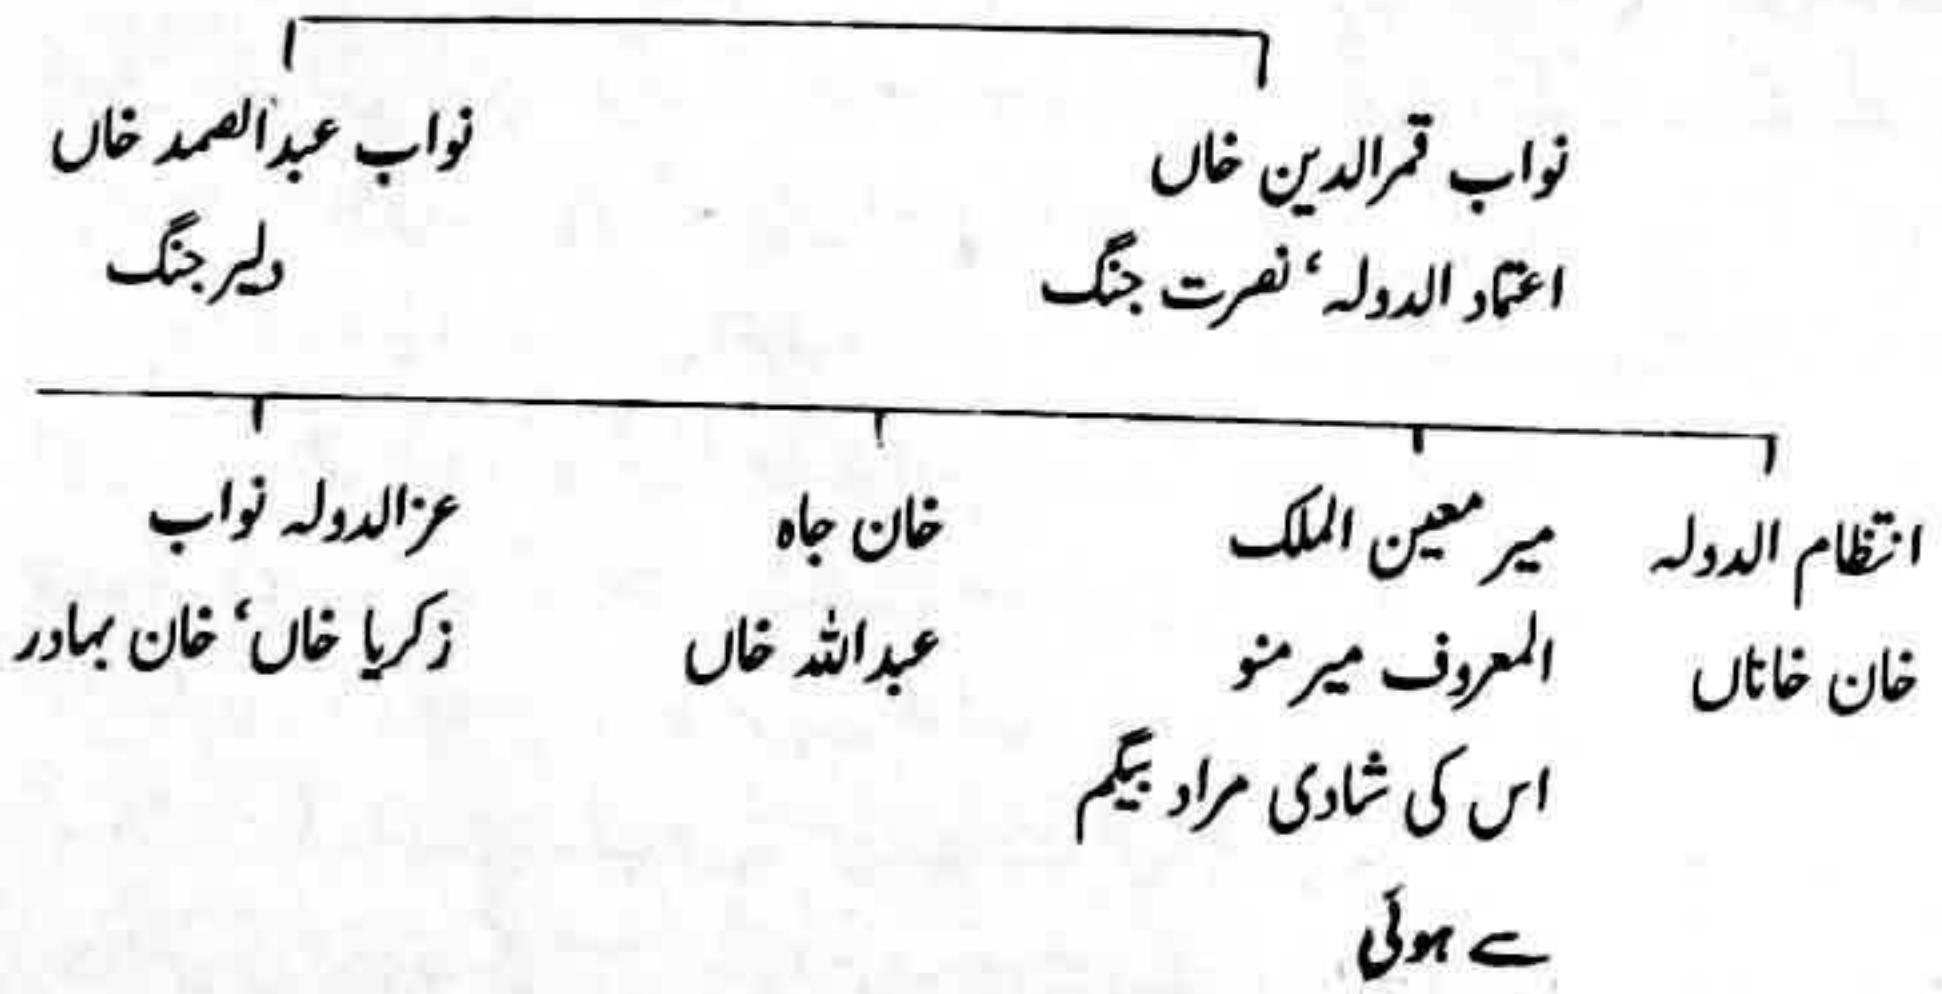 نواب قمرالدین خاں
اعتماد الدولہ، نصرت جنگ
نواب عبدالصمد خاں
دلیر جنگ
انتظام الدولہ
خان خاناں
میر معین الملک
المعروف میر منو
اس کی شادی مراد بیگم
سے ہوئی
خان جاہ
عبداللہ خاں
عزالدولہ نواب
زکریا خاں، خان بہادر